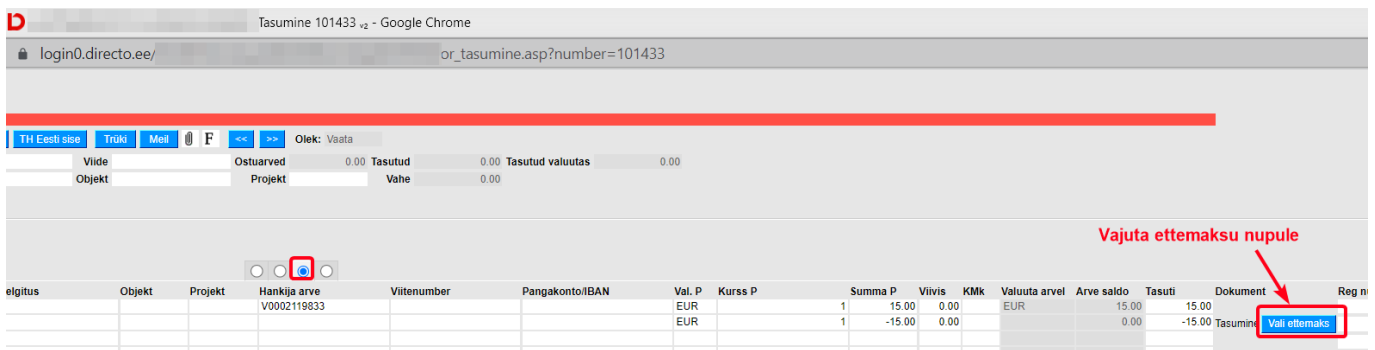 Tasumine 101433 v2 - Google Chrome
login0.directo.ee/ or_tasumine.asp?number=101433
TH Eesti sise Trüki Meil F << >> Olek: Vaata
Viide Ostuarved 0.00 Tasutud 0.00 Tasutud valuutas 0.00
Objekt Projekt Vahe 0.00
Vajuta ettemaksu nupule
elgitus Objekt Projekt Hankija arve Viitenumber Pangakonto/IBAN Val. P Kurss P Summa P Viivis KMk Valuuta arvel Arve saldo Tasuti Dokument Reg nu
V0002119833 EUR 1 15.00 0.00 EUR 15.00 15.00
EUR 1 -15.00 0.00 0.00 -15.00 Tasumine Vali ettemaks